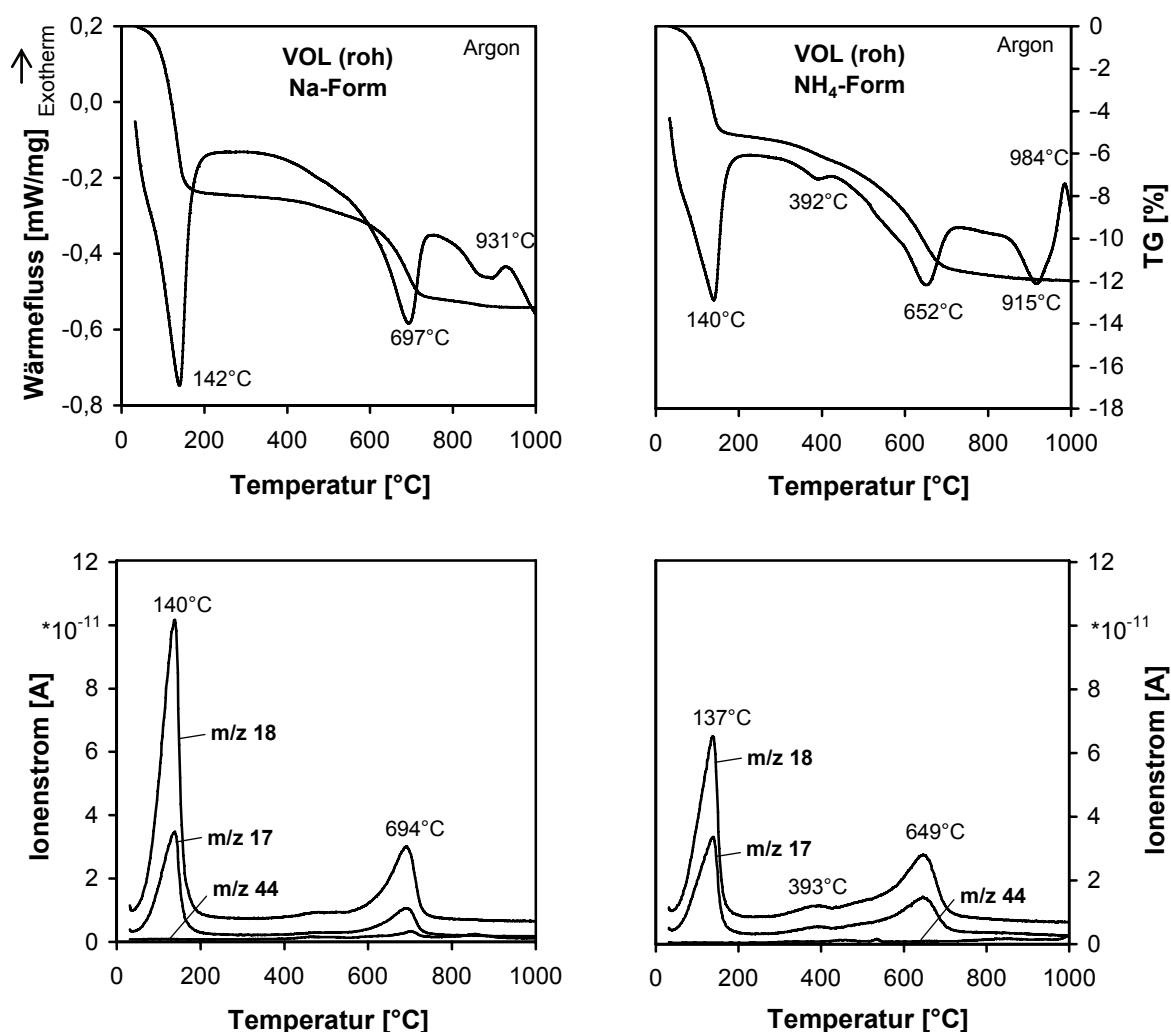 0,2
0,0
-0,2
-0,4
-0,6
-0,8
Wärmefluss [mW/mg]
Exotherm →
VOL (roh)
Na-Form
Argon
142°C
697°C
931°C
0 200 400 600 800 1000
Temperatur [°C]
VOL (roh)
NH₄-Form
Argon
140°C
392°C
652°C
915°C
984°C
0
-2
-4
-6
-8
-10
-12
-14
-16
-18
TG [%]
0 200 400 600 800 1000
Temperatur [°C]
12
*10⁻¹¹
10
8
6
4
2
0
Ionenstrom [A]
140°C
m/z 18
m/z 17
m/z 44
694°C
0 200 400 600 800 1000
Temperatur [°C]
137°C
m/z 18
m/z 17
393°C
649°C
m/z 44
12
*10⁻¹¹
10
8
6
4
2
0
Ionenstrom [A]
0 200 400 600 800 1000
Temperatur [°C]